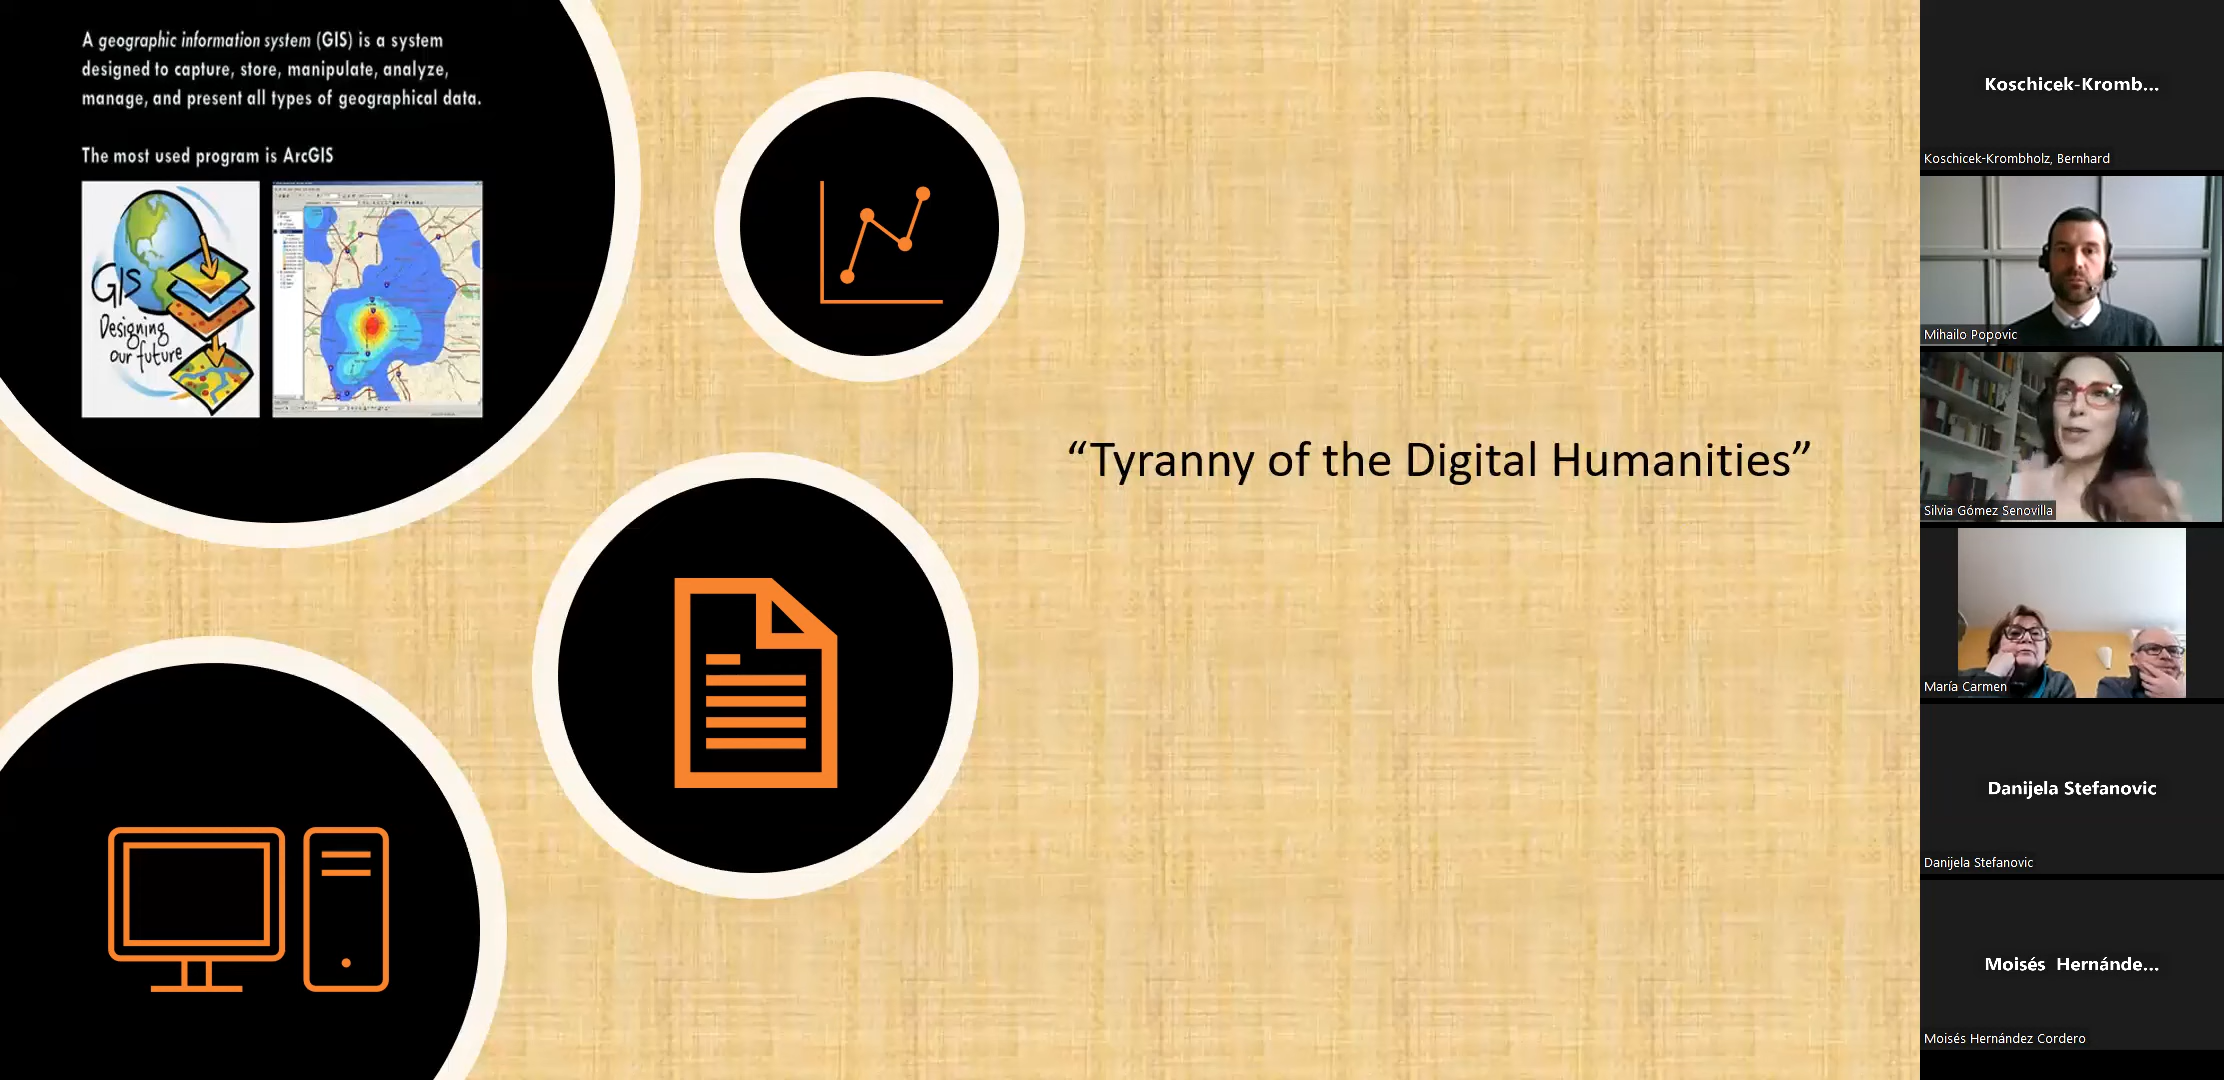 A geographic information system (GIS) is a system
designed to capture, store, manipulate, analyze,
manage, and present all types of geographical data.
The most used program is ArcGIS
GIS
Designing
our future
“Tyranny of the Digital Humanities”
Koschicek-Kromb...
Koschicek-Krombholz, Bernhard
Mihailo Popovic
Silvia Gómez Senovilla
María Carmen
Danijela Stefanovic
Danijela Stefanovic
Moisés Hernánde...
Moisés Hernández Cordero